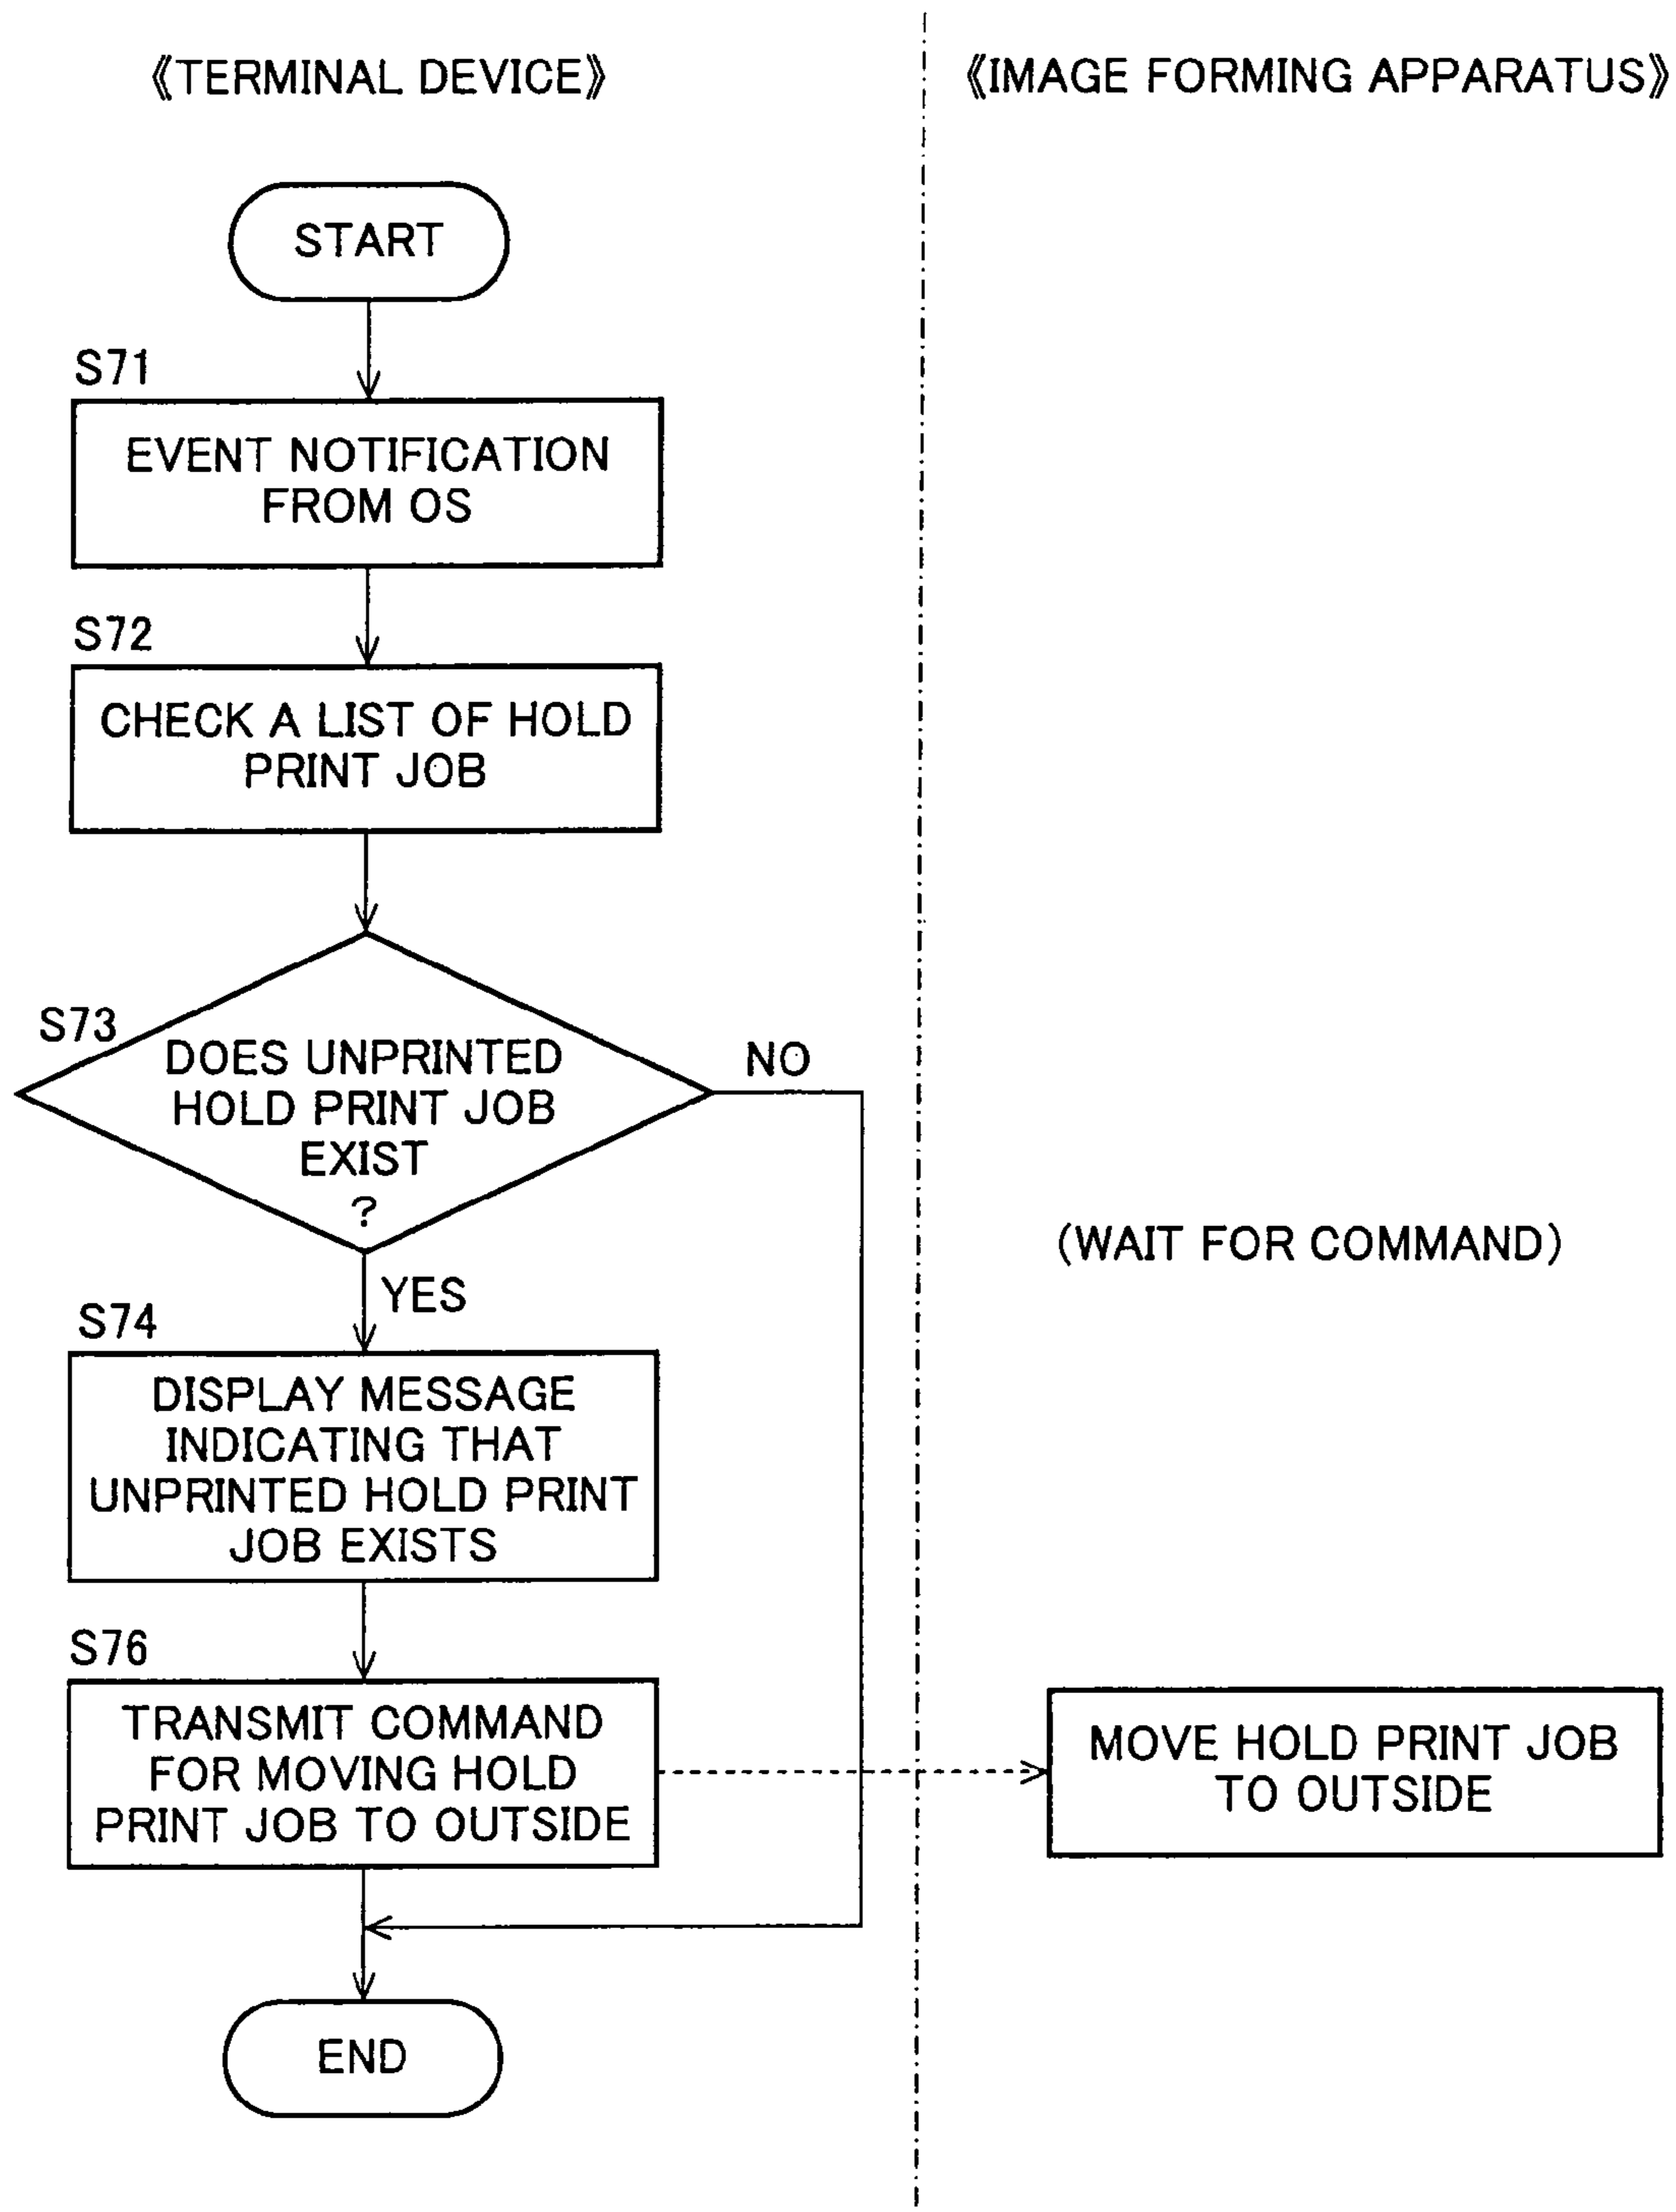 《TERMINAL DEVICE》
《IMAGE FORMING APPARATUS》
START
S71
EVENT NOTIFICATION
FROM OS
S72
CHECK A LIST OF HOLD
PRINT JOB
S73
DOES UNPRINTED
HOLD PRINT JOB
EXIST
?
NO
YES
(WAIT FOR COMMAND)
S74
DISPLAY MESSAGE
INDICATING THAT
UNPRINTED HOLD PRINT
JOB EXISTS
S76
TRANSMIT COMMAND
FOR MOVING HOLD
PRINT JOB TO OUTSIDE
MOVE HOLD PRINT JOB
TO OUTSIDE
END